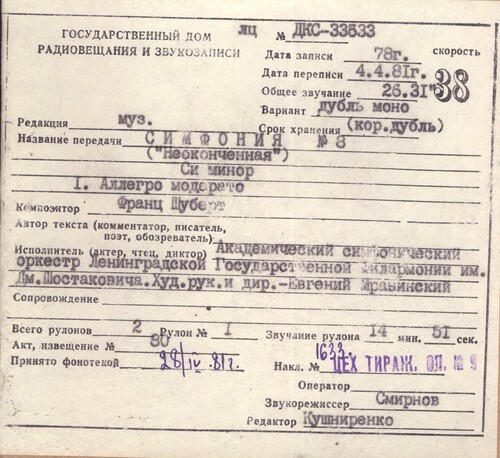 ГОСУДАРСТВЕННЫЙ ДОМ
РАДИОВЕЩАНИЯ И ЗВУКОЗАПИСИ
ЛЦ № ДКС-33533
Дата записи 78г. скорость
Дата переписи 4.4.81г. 38
Общее звучание 26.31"
Вариант дубль моно
Редакция муз. Срок хранения (кор.дубль)
Название передачи СИМФОНИЯ № 8
("Неоконченная")
Си минор
I. Аллегро модерато
Композитор Франц Шуберт
Автор текста (комментатор, писатель,
поэт, обозреватель)
Исполнитель (актер, чтец, диктор) Академический симфонический
оркестр Ленинградской Государственной Филармонии им.
Дм.Шостаковича.Худ.рук.и дир.-Евгений Мравинский
Сопровождение
Всего рулонов 2 Рулон № I Звучание рулона 14 мин. 51 сек.
Акт, извещение № 80
Принято фонотекой 28/IV 81г. Накл. № 1633 ЦЕХ ТИРАЖ. ОП. № 9
Оператор
Звукорежиссер Смирнов
Редактор Кушниренко